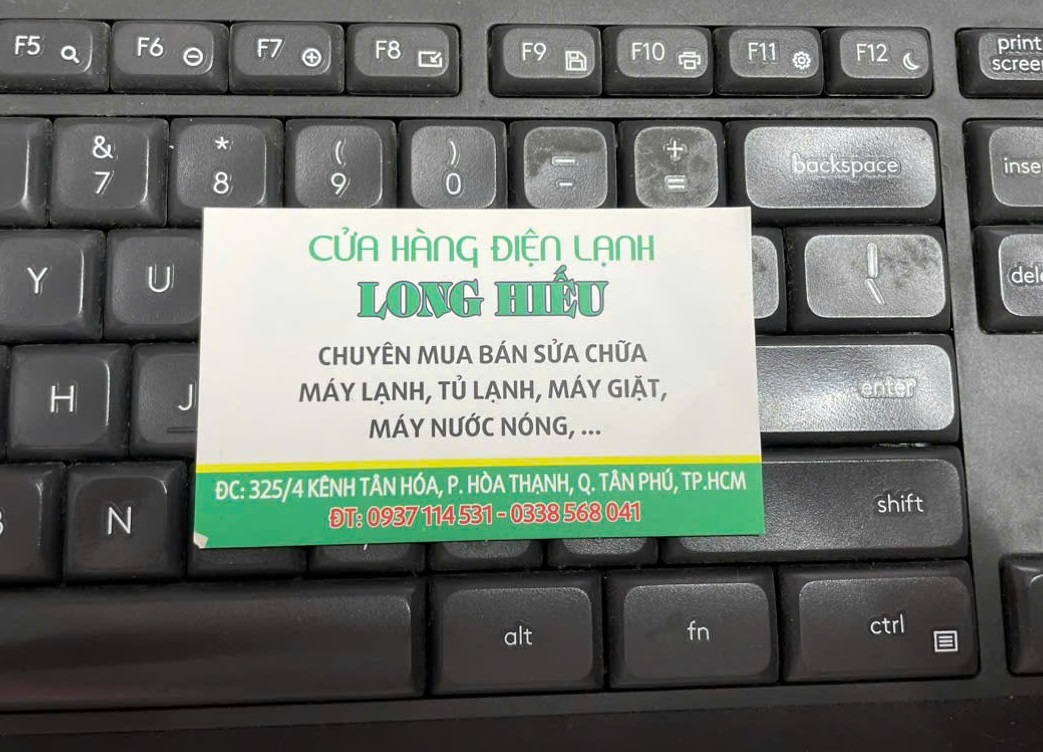 F5 F6 F7 F8 F9 F10 F11 F12 print
screen
& * ( ) — + backspace
7 8 9 0 - =
CỬA HÀNG ĐIỆN LẠNH
LONG HIẾU
CHUYÊN MUA BÁN SỬA CHỮA
MÁY LẠNH, TỦ LẠNH, MÁY GIẶT,
MÁY NƯỚC NÓNG, ...
ĐC: 325/4 KÊNH TÂN HÓA, P. HÒA THẠNH, Q. TÂN PHÚ, TP.HCM
ĐT: 0937 114 531 - 0338 568 041
Y U | \
H J enter
N shift
alt fn ctrl